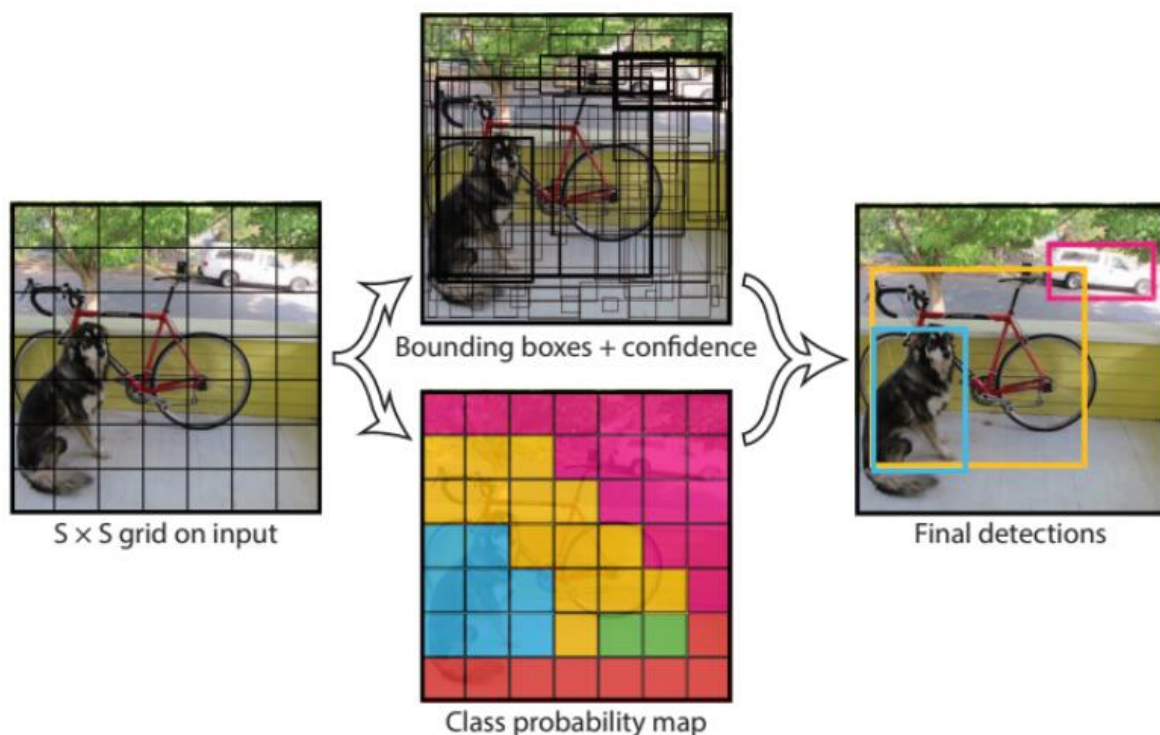 S × S grid on input
Bounding boxes + confidence
Class probability map
Final detections